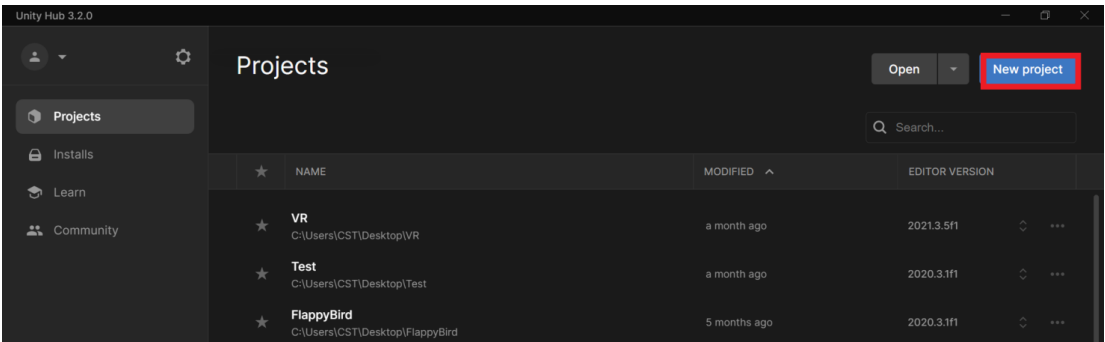 Unity Hub 3.2.0
Projects
Open
New project
Projects
Search...
Installs
NAME
MODIFIED
EDITOR VERSION
Learn
VR
C:\Users\CST\Desktop\VR
a month ago
2021.3.5f1
Community
Test
C:\Users\CST\Desktop\Test
a month ago
2020.3.1f1
FlappyBird
C:\Users\CST\Desktop\FlappyBird
5 months ago
2020.3.1f1